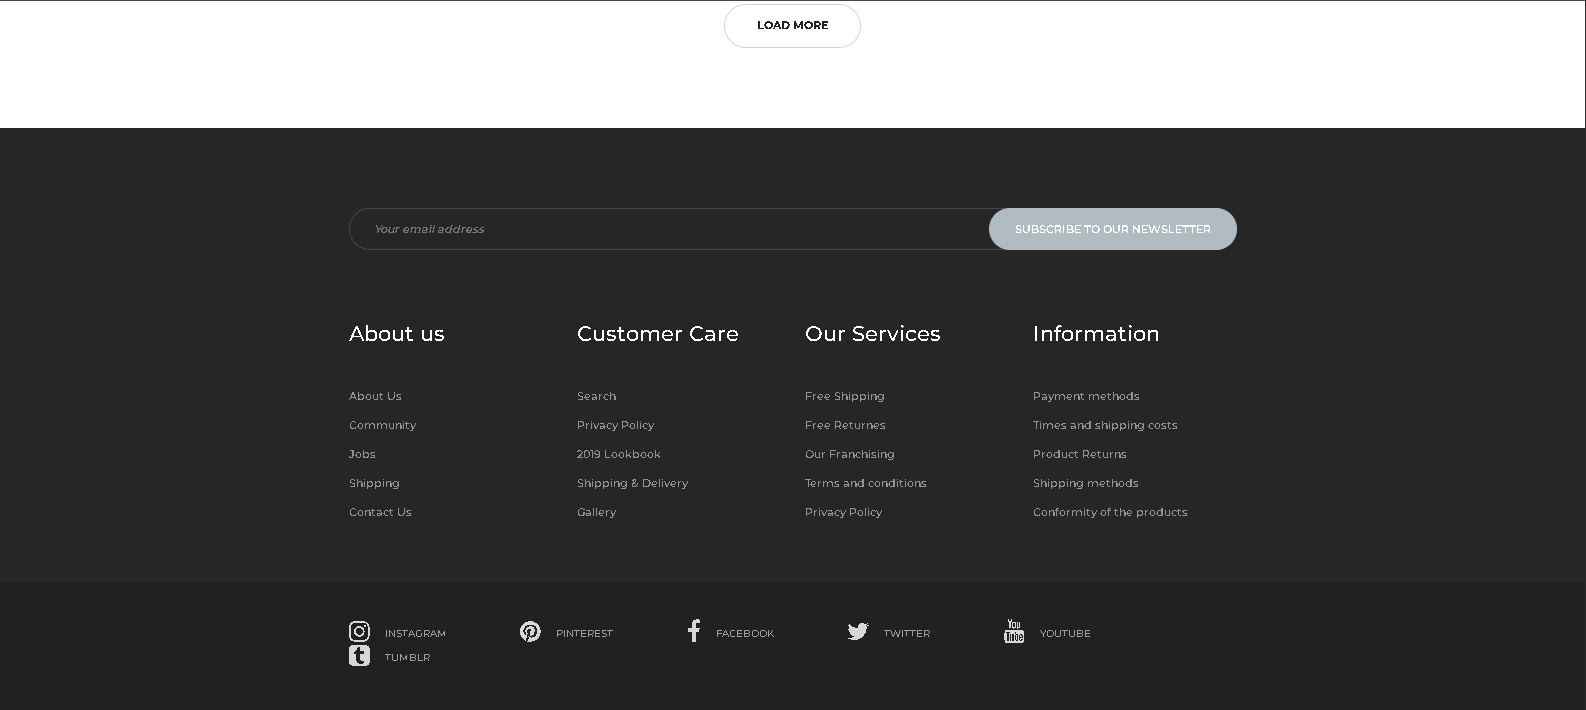 LOAD MORE
Your email address
SUBSCRIBE TO OUR NEWSLETTER
About us
About Us
Community
Jobs
Shipping
Contact Us
Customer Care
Search
Privacy Policy
2019 Lookbook
Shipping & Delivery
Gallery
Our Services
Free Shipping
Free Returnes
Our Franchising
Terms and conditions
Privacy Policy
Information
Payment methods
Times and shipping costs
Product Returns
Shipping methods
Conformity of the products
INSTAGRAM
PINTEREST
FACEBOOK
TWITTER
You
Tube
YOUTUBE
TUMBLR